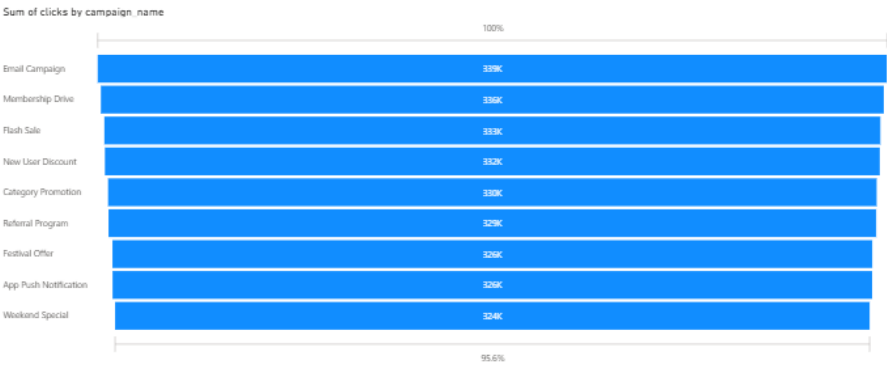 Sum of clicks by campaign_name
100%
Email Campaign 339K
Membership Drive 336K
Flash Sale 333K
New User Discount 332K
Category Promotion 330K
Referral Program 329K
Festival Offer 326K
App Push Notification 326K
Weekend Special 324K
95.6%